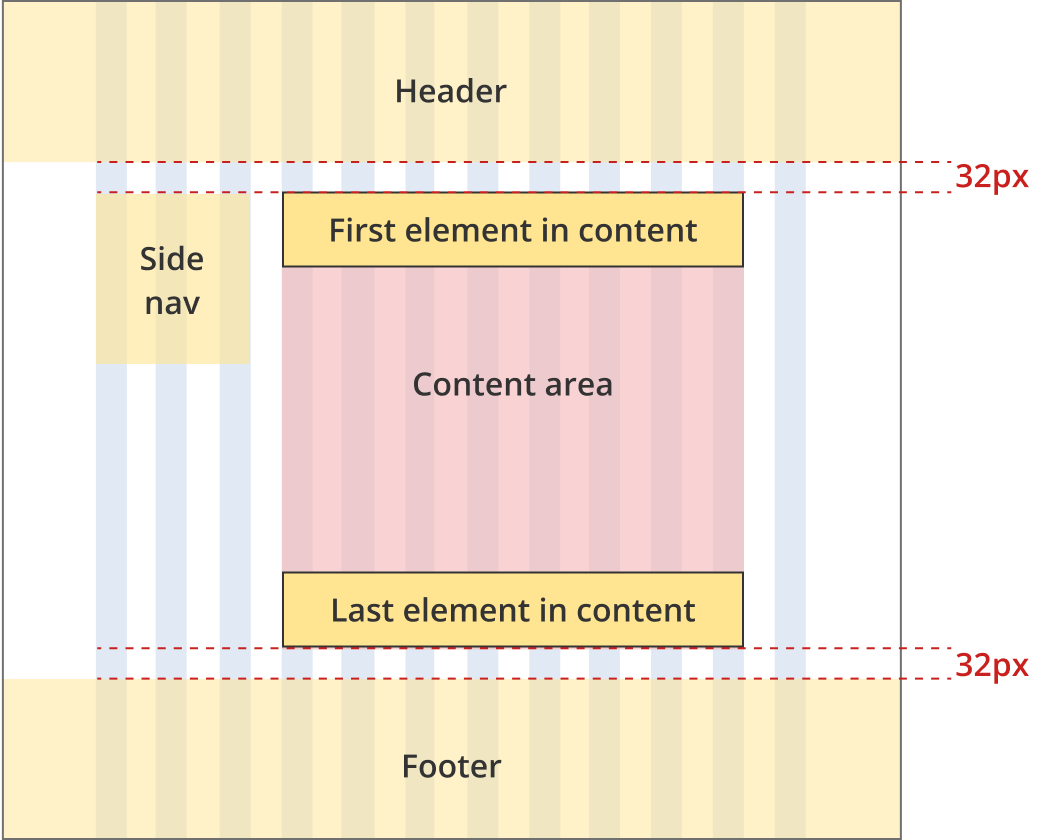 Header
32px
First element in content
Side
nav
Content area
Last element in content
32px
Footer